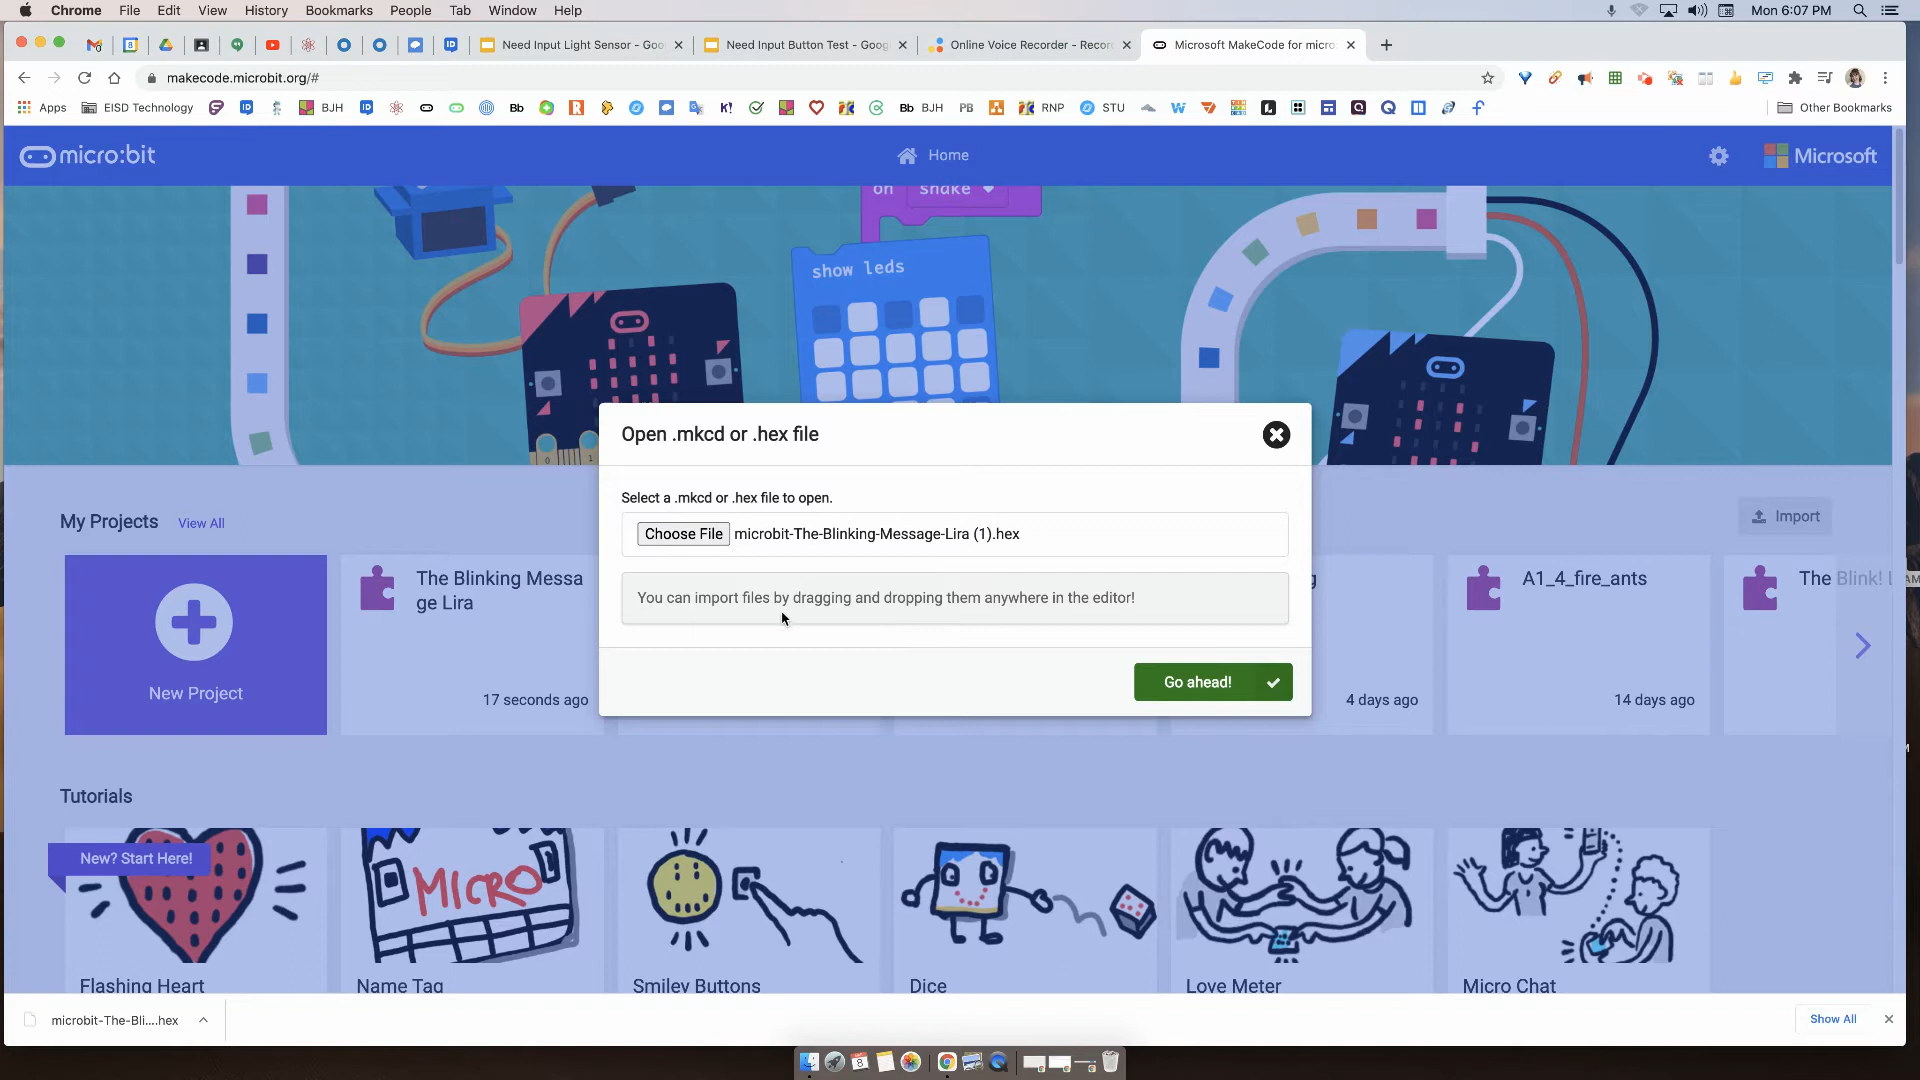 Chrome File Edit View History Bookmarks People Tab Window Help Mon 6:07 PM
Need Input Light Sensor - Goo Need Input Button Test - Goog Online Voice Recorder - Recor Microsoft MakeCode for micro:
makecode.microbit.org/#
Apps EISD Technology BJH Bb Bb BJH PB RNP STU Other Bookmarks
micro:bit Home Microsoft
on shake
show leds
0 1
Open .mkcd or .hex file
Select a .mkcd or .hex file to open.
Choose File microbit-The-Blinking-Message-Lira (1).hex
You can import files by dragging and dropping them anywhere in the editor!
Go ahead!
My Projects View All Import
New Project
The Blinking Messa
ge Lira
17 seconds ago
4 days ago
A1_4_fire_ants
14 days ago
The Blink! L
Tutorials
New? Start Here!
MICRO
Flashing Heart Name Tag Smiley Buttons Dice Love Meter Micro Chat
microbit-The-Bli....hex Show All